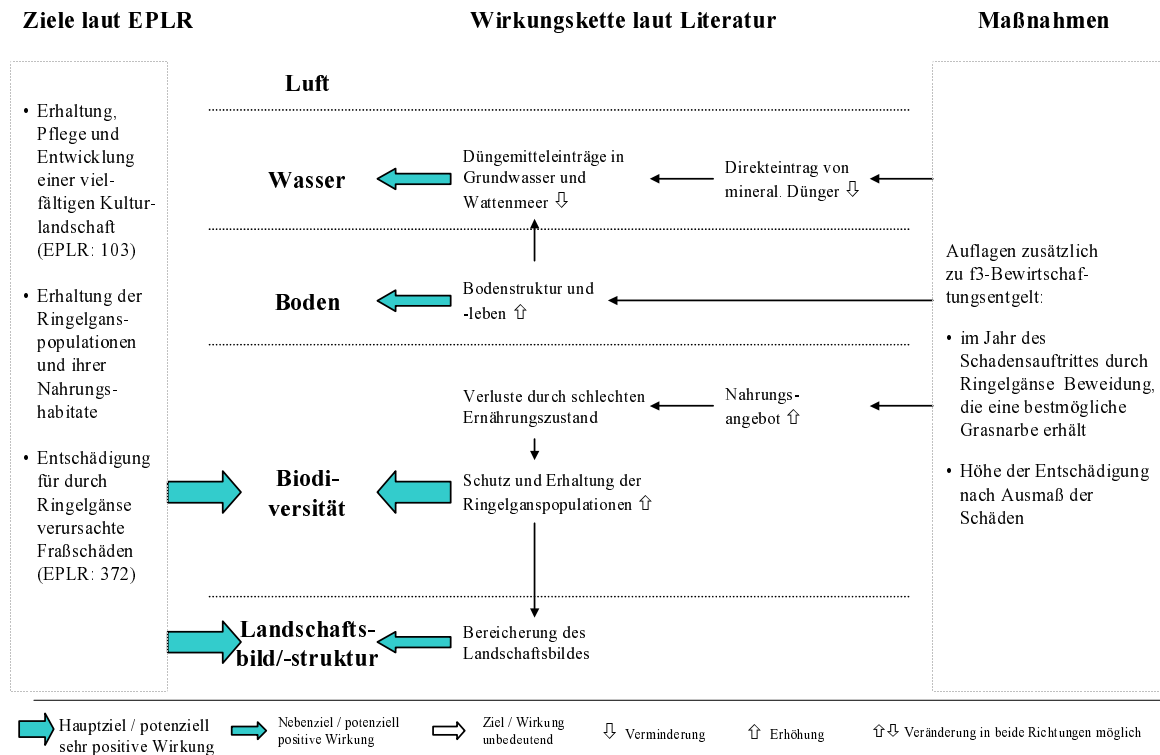 Ziele laut EPLR
Wirkungskette laut Literatur
Maßnahmen
• Erhaltung,
Pflege und
Entwicklung
einer viel-
fältigen Kultur-
landschaft
(EPLR: 103)
• Erhaltung der
Ringelgans-
populationen
und ihrer
Nahrungs-
habitate
• Entschädigung
für durch
Ringelgänse
verursachte
Fraßschäden
(EPLR: 372)
Luft
Wasser
Düngemitteleinträge in
Grundwasser und
Wattenmeer ⇩
Direkteintrag von
mineral. Dünger ⇩
Boden
Bodenstruktur und
-leben ⇧
Verluste durch schlechten
Ernährungszustand
Nahrungs-
angebot ⇧
Biodi-
versität
Schutz und Erhaltung der
Ringelganspopulationen ⇧
Landschafts-
bild/-struktur
Bereicherung des
Landschaftsbildes
Auflagen zusätzlich
zu f3-Bewirtschaf-
tungsentgelt:
• im Jahr des
Schadensauftrittes durch
Ringelgänse Beweidung,
die eine bestmögliche
Grasnarbe erhält
• Höhe der Entschädigung
nach Ausmaß der
Schäden
Hauptziel / potenziell
sehr positive Wirkung
Nebenziel / potenziell
positive Wirkung
Ziel / Wirkung
unbedeutend
⇩ Verminderung
⇧ Erhöhung
⇧⇩ Veränderung in beide Richtungen möglich